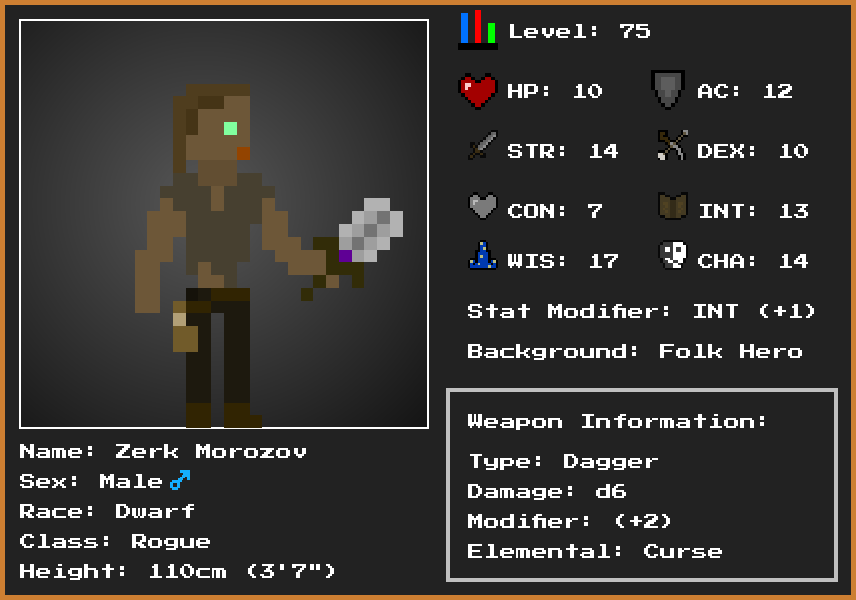 Level: 75
HP: 10 AC: 12
STR: 14 DEX: 10
CON: 7 INT: 13
WIS: 17 CHA: 14
Stat Modifier: INT (+1)
Background: Folk Hero
Weapon Information:
Type: Dagger
Damage: d6
Modifier: (+2)
Elemental: Curse
Name: Zerk Morozov
Sex: Male♂
Race: Dwarf
Class: Rogue
Height: 110cm (3'7")